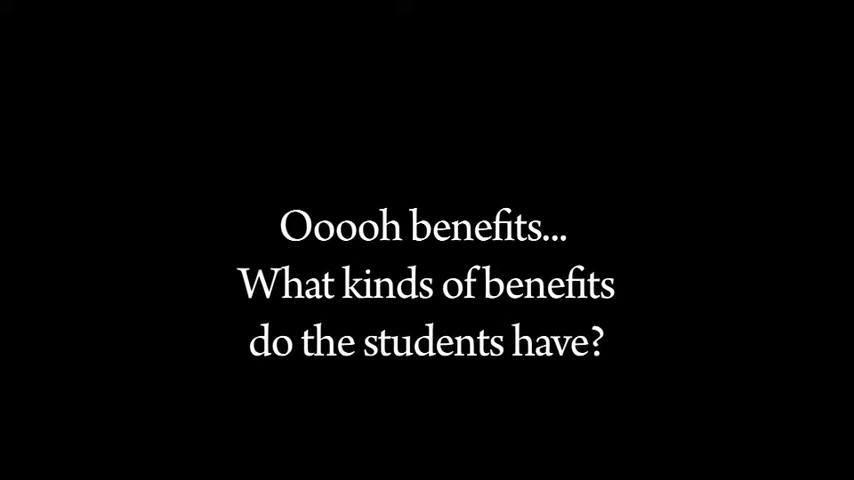 Ooooh benefits...
What kinds of benefits
do the students have?